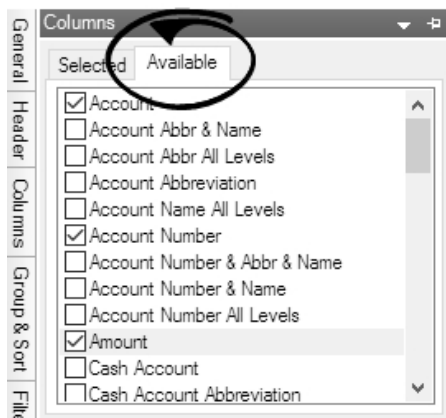 Columns
General
Header
Columns
Group & Sort
Selected
Available
Account
Account Abbr & Name
Account Abbr All Levels
Account Abbreviation
Account Name All Levels
Account Number
Account Number & Abbr & Name
Account Number & Name
Account Number All Levels
Amount
Cash Account
Cash Account Abbreviation